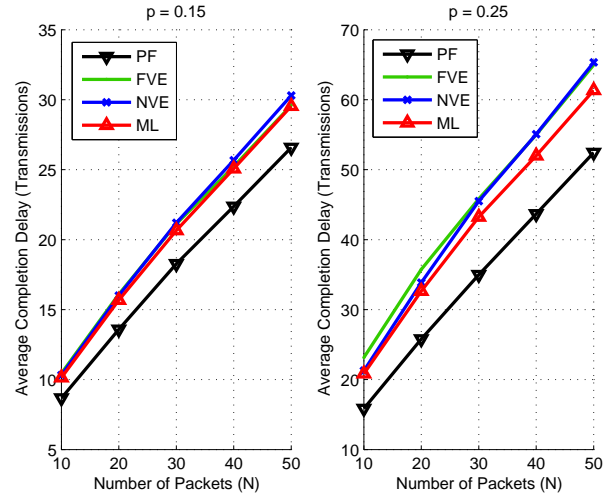 p = 0.15
Average Completion Delay (Transmissions)
35
30
25
20
15
10
5
PF
FVE
NVE
ML
10 20 30 40 50
Number of Packets (N)
p = 0.25
Average Completion Delay (Transmissions)
70
60
50
40
30
20
10
PF
FVE
NVE
ML
10 20 30 40 50
Number of Packets (N)